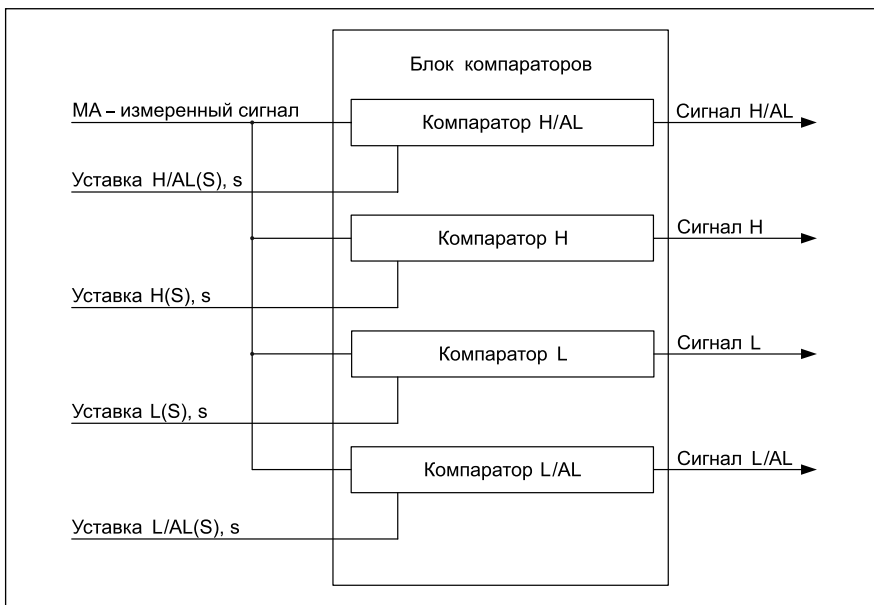 Блок компараторов
МА – измеренный сигнал
Компаратор H/AL
Сигнал H/AL
Уставка H/AL(S), s
Компаратор H
Сигнал H
Уставка H(S), s
Компаратор L
Сигнал L
Уставка L(S), s
Компаратор L/AL
Сигнал L/AL
Уставка L/AL(S), s